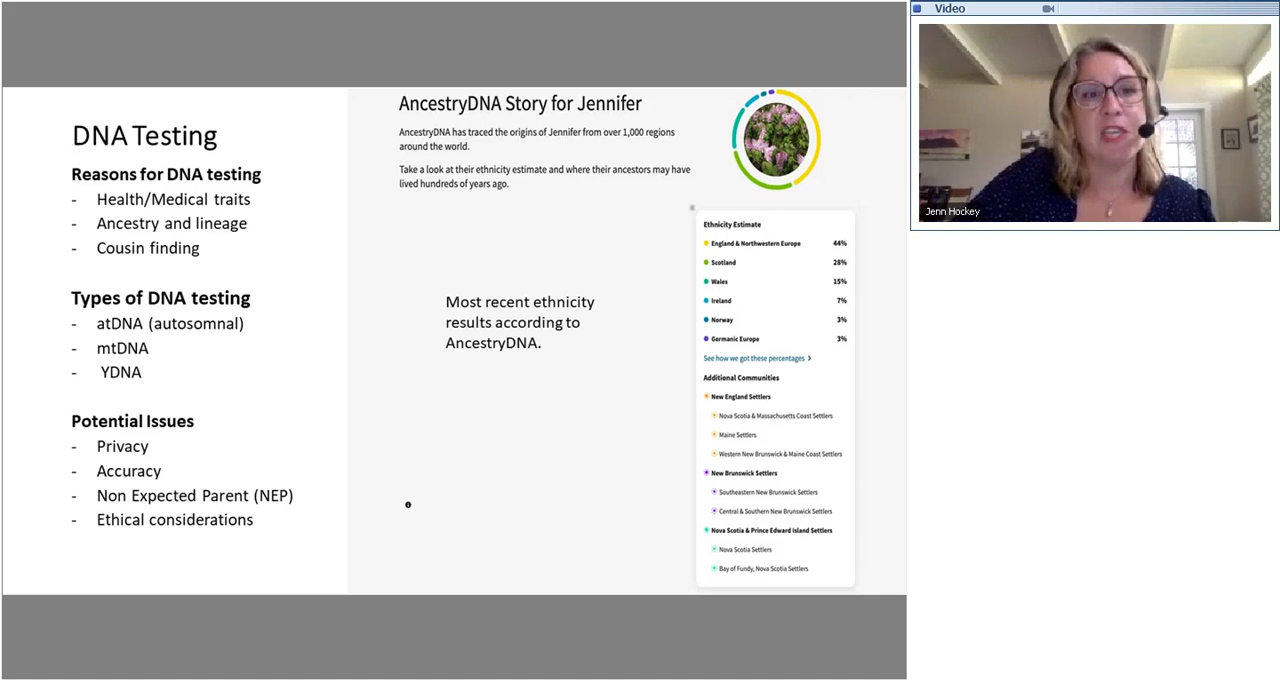 DNA Testing
Reasons for DNA testing
- Health/Medical traits
- Ancestry and lineage
- Cousin finding
Types of DNA testing
- atDNA (autosomnal)
- mtDNA
- YDNA
Potential Issues
- Privacy
- Accuracy
- Non Expected Parent (NEP)
- Ethical considerations
AncestryDNA Story for Jennifer
AncestryDNA has traced the origins of Jennifer from over 1,000 regions
around the world.
Take a look at their ethnicity estimate and where their ancestors may have
lived hundreds of years ago.
Most recent ethnicity
results according to
AncestryDNA.
Ethnicity Estimate
England & Northwestern Europe 44%
Scotland 28%
Wales 15%
Ireland 7%
Norway 3%
Germanic Europe 3%
See how we got these percentages >
Additional Communities
New England Settlers
Nova Scotia & Massachusetts Coast Settlers
Maine Settlers
Western New Brunswick & Maine Coast Settlers
New Brunswick Settlers
Southeastern New Brunswick Settlers
Central & Southern New Brunswick Settlers
Nova Scotia & Prince Edward Island Settlers
Nova Scotia Settlers
Bay of Fundy, Nova Scotia Settlers
Video
Jenn Hockey